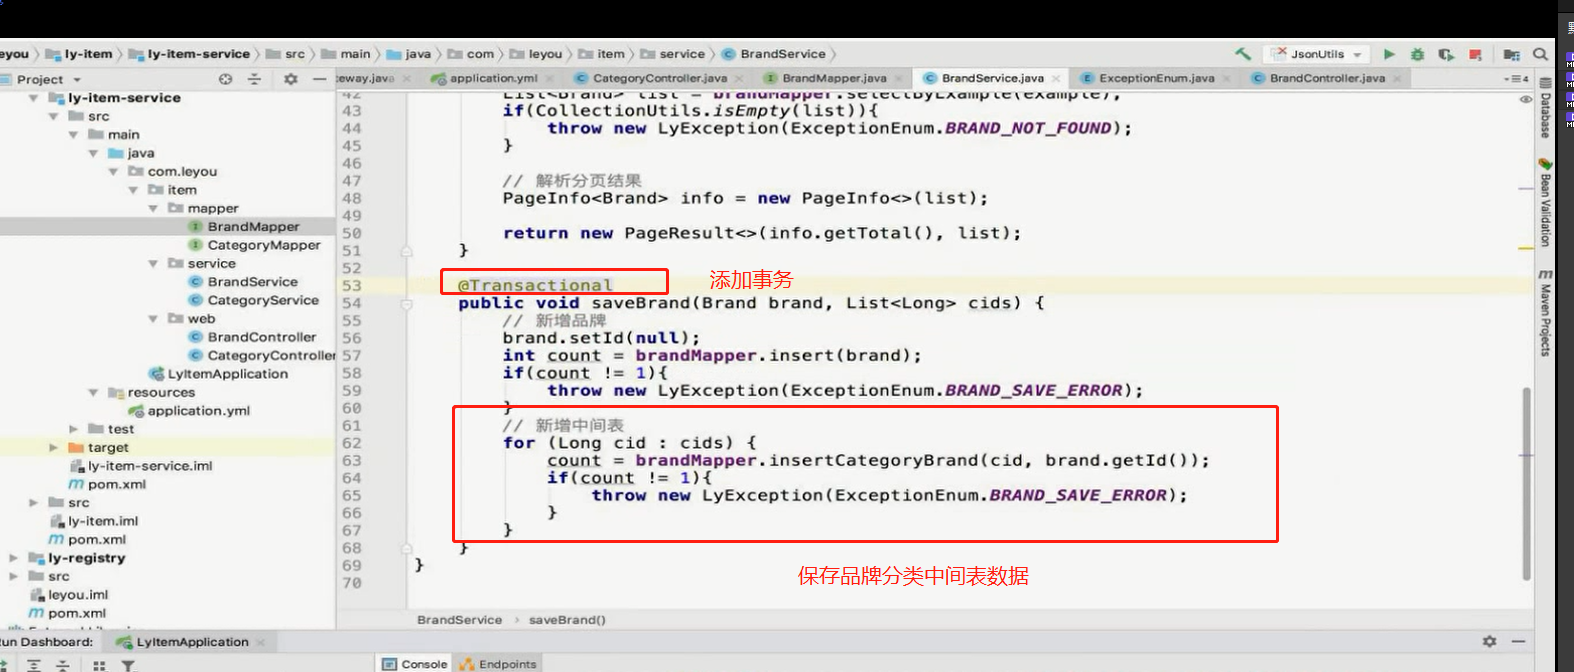 eyou ly-item ly-item-service src main java com leyou item service BrandService JsonUtils
Project eway.java application.yml CategoryController.java BrandMapper.java BrandService.java ExceptionEnum.java BrandController.java
ly-item-service
src
main
java
com.leyou
item
mapper
BrandMapper
CategoryMapper
service
BrandService
CategoryService
web
BrandController
CategoryController
LyItemApplication
resources
application.yml
test
target
ly-item-service.iml
pom.xml
src
ly-item.iml
pom.xml
ly-registry
src
leyou.iml
pom.xml
42 List<Brand> list = brandMapper.selectByExample(example);
43 if(CollectionUtils.isEmpty(list)){
44 throw new LyException(ExceptionEnum.BRAND_NOT_FOUND);
45 }
46
47 // 解析分页结果
48 PageInfo<Brand> info = new PageInfo<>(list);
49
50 return new PageResult<>(info.getTotal(), list);
51 }
52
53 @Transactional 添加事务
54 public void saveBrand(Brand brand, List<Long> cids) {
55 // 新增品牌
56 brand.setId(null);
57 int count = brandMapper.insert(brand);
58 if(count != 1){
59 throw new LyException(ExceptionEnum.BRAND_SAVE_ERROR);
60 }
61 // 新增中间表
62 for (Long cid : cids) {
63 count = brandMapper.insertCategoryBrand(cid, brand.getId());
64 if(count != 1){
65 throw new LyException(ExceptionEnum.BRAND_SAVE_ERROR);
66 }
67 }
68 }
69 }
70
保存品牌分类中间表数据
BrandService saveBrand()
Database
Bean Validation
Maven Projects
un Dashboard: LyItemApplication
Console Endpoints